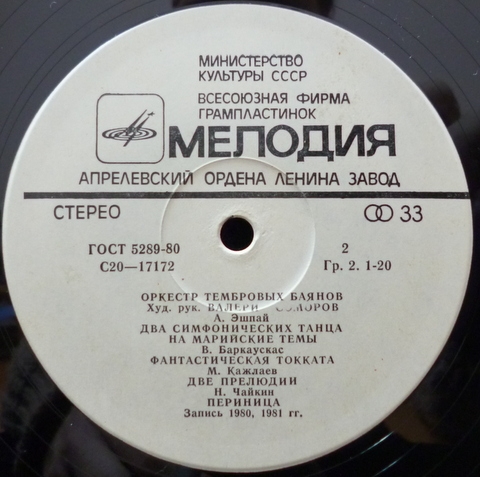 МИНИСТЕРСТВО
КУЛЬТУРЫ СССР
ВСЕСОЮЗНАЯ ФИРМА
ГРАМПЛАСТИНОК
МЕЛОДИЯ
АПРЕЛЕВСКИЙ ОРДЕНА ЛЕНИНА ЗАВОД
СТЕРЕО 33
ГОСТ 5289-80 2
С20—17172 Гр. 2. 1-20
ОРКЕСТР ТЕМБРОВЫХ БАЯНОВ
Худ. рук.
А. Эшпай
ДВА СИМФОНИЧЕСКИХ ТАНЦА
НА МАРИЙСКИЕ ТЕМЫ
В. Баркаускас
ФАНТАСТИЧЕСКАЯ ТОККАТА
М. Кажлаев
ДВЕ ПРЕЛЮДИИ
Н. Чайкин
ПЕРИНИЦА
Запись 1980, 1981 гг.